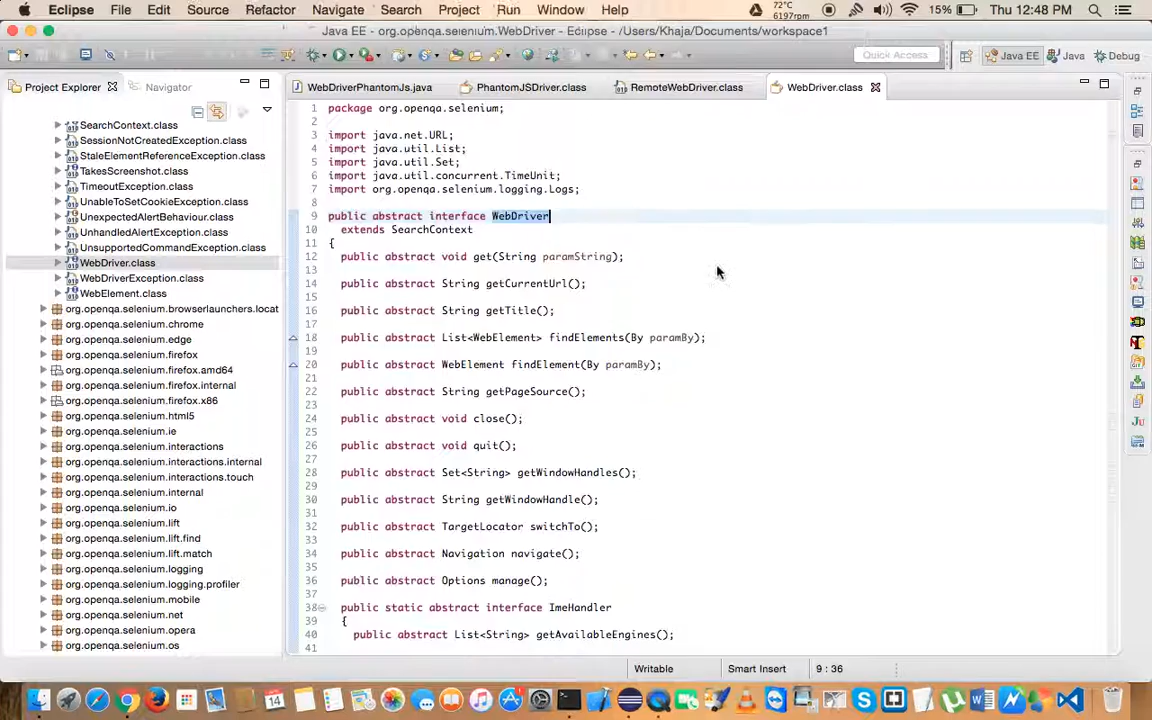 Eclipse File Edit Source Refactor Navigate Search Project Run Window Help 72°C 6197rpm 15% Thu 12:48 PM
Java EE - org.openqa.selenium.WebDriver - Eclipse - /Users/Khaja/Documents/workspace1
Quick Access Java EE Java Debug
Project Explorer Navigator
WebDriverPhantomJs.java PhantomJSDriver.class RemoteWebDriver.class WebDriver.class
SearchContext.class
SessionNotCreatedException.class
StaleElementReferenceException.class
TakesScreenshot.class
TimeoutException.class
UnableToSetCookieException.class
UnexpectedAlertBehaviour.class
UnhandledAlertException.class
UnsupportedCommandException.class
WebDriver.class
WebDriverException.class
WebElement.class
org.openqa.selenium.browserlaunchers.locat
org.openqa.selenium.chrome
org.openqa.selenium.edge
org.openqa.selenium.firefox
org.openqa.selenium.firefox.amd64
org.openqa.selenium.firefox.internal
org.openqa.selenium.firefox.x86
org.openqa.selenium.html5
org.openqa.selenium.ie
org.openqa.selenium.interactions
org.openqa.selenium.interactions.internal
org.openqa.selenium.interactions.touch
org.openqa.selenium.internal
org.openqa.selenium.io
org.openqa.selenium.lift
org.openqa.selenium.lift.find
org.openqa.selenium.lift.match
org.openqa.selenium.logging
org.openqa.selenium.logging.profiler
org.openqa.selenium.mobile
org.openqa.selenium.net
org.openqa.selenium.opera
org.openqa.selenium.os
1 package org.openqa.selenium;
2
3 import java.net.URL;
4 import java.util.List;
5 import java.util.Set;
6 import java.util.concurrent.TimeUnit;
7 import org.openqa.selenium.logging.Logs;
8
9 public abstract interface WebDriver
10 extends SearchContext
11 {
12 public abstract void get(String paramString);
13
14 public abstract String getCurrentUrl();
15
16 public abstract String getTitle();
17
18 public abstract List<WebElement> findElements(By paramBy);
19
20 public abstract WebElement findElement(By paramBy);
21
22 public abstract String getPageSource();
23
24 public abstract void close();
25
26 public abstract void quit();
27
28 public abstract Set<String> getWindowHandles();
29
30 public abstract String getWindowHandle();
31
32 public abstract TargetLocator switchTo();
33
34 public abstract Navigation navigate();
35
36 public abstract Options manage();
37
38 public static abstract interface ImeHandler
39 {
40 public abstract List<String> getAvailableEngines();
41
Writable Smart Insert 9 : 36